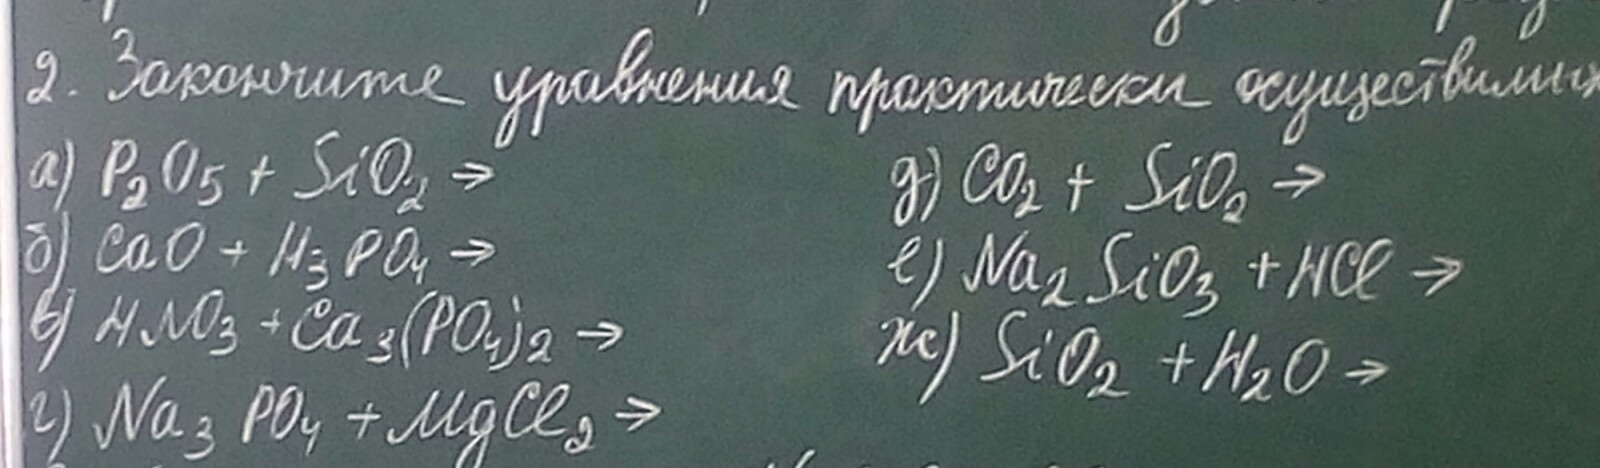 2. Закончите уравнения практически осуществимых
а) P₂O₅ + SiO₂ →
б) CaO + H₃PO₄ →
в) HNO₃ + Ca₃(PO₄)₂ →
г) Na₃PO₄ + MgCl₂ →
д) CO₂ + SiO₂ →
е) Na₂SiO₃ + HCl →
ж) SiO₂ + H₂O →